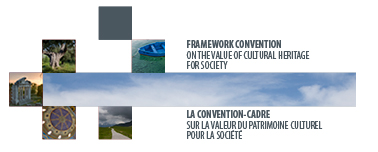 FRAMEWORK CONVENTION
ON THE VALUE OF CULTURAL HERITAGE
FOR SOCIETY
LA CONVENTION-CADRE
SUR LA VALEUR DU PATRIMOINE CULTUREL
POUR LA SOCIÉTÉ